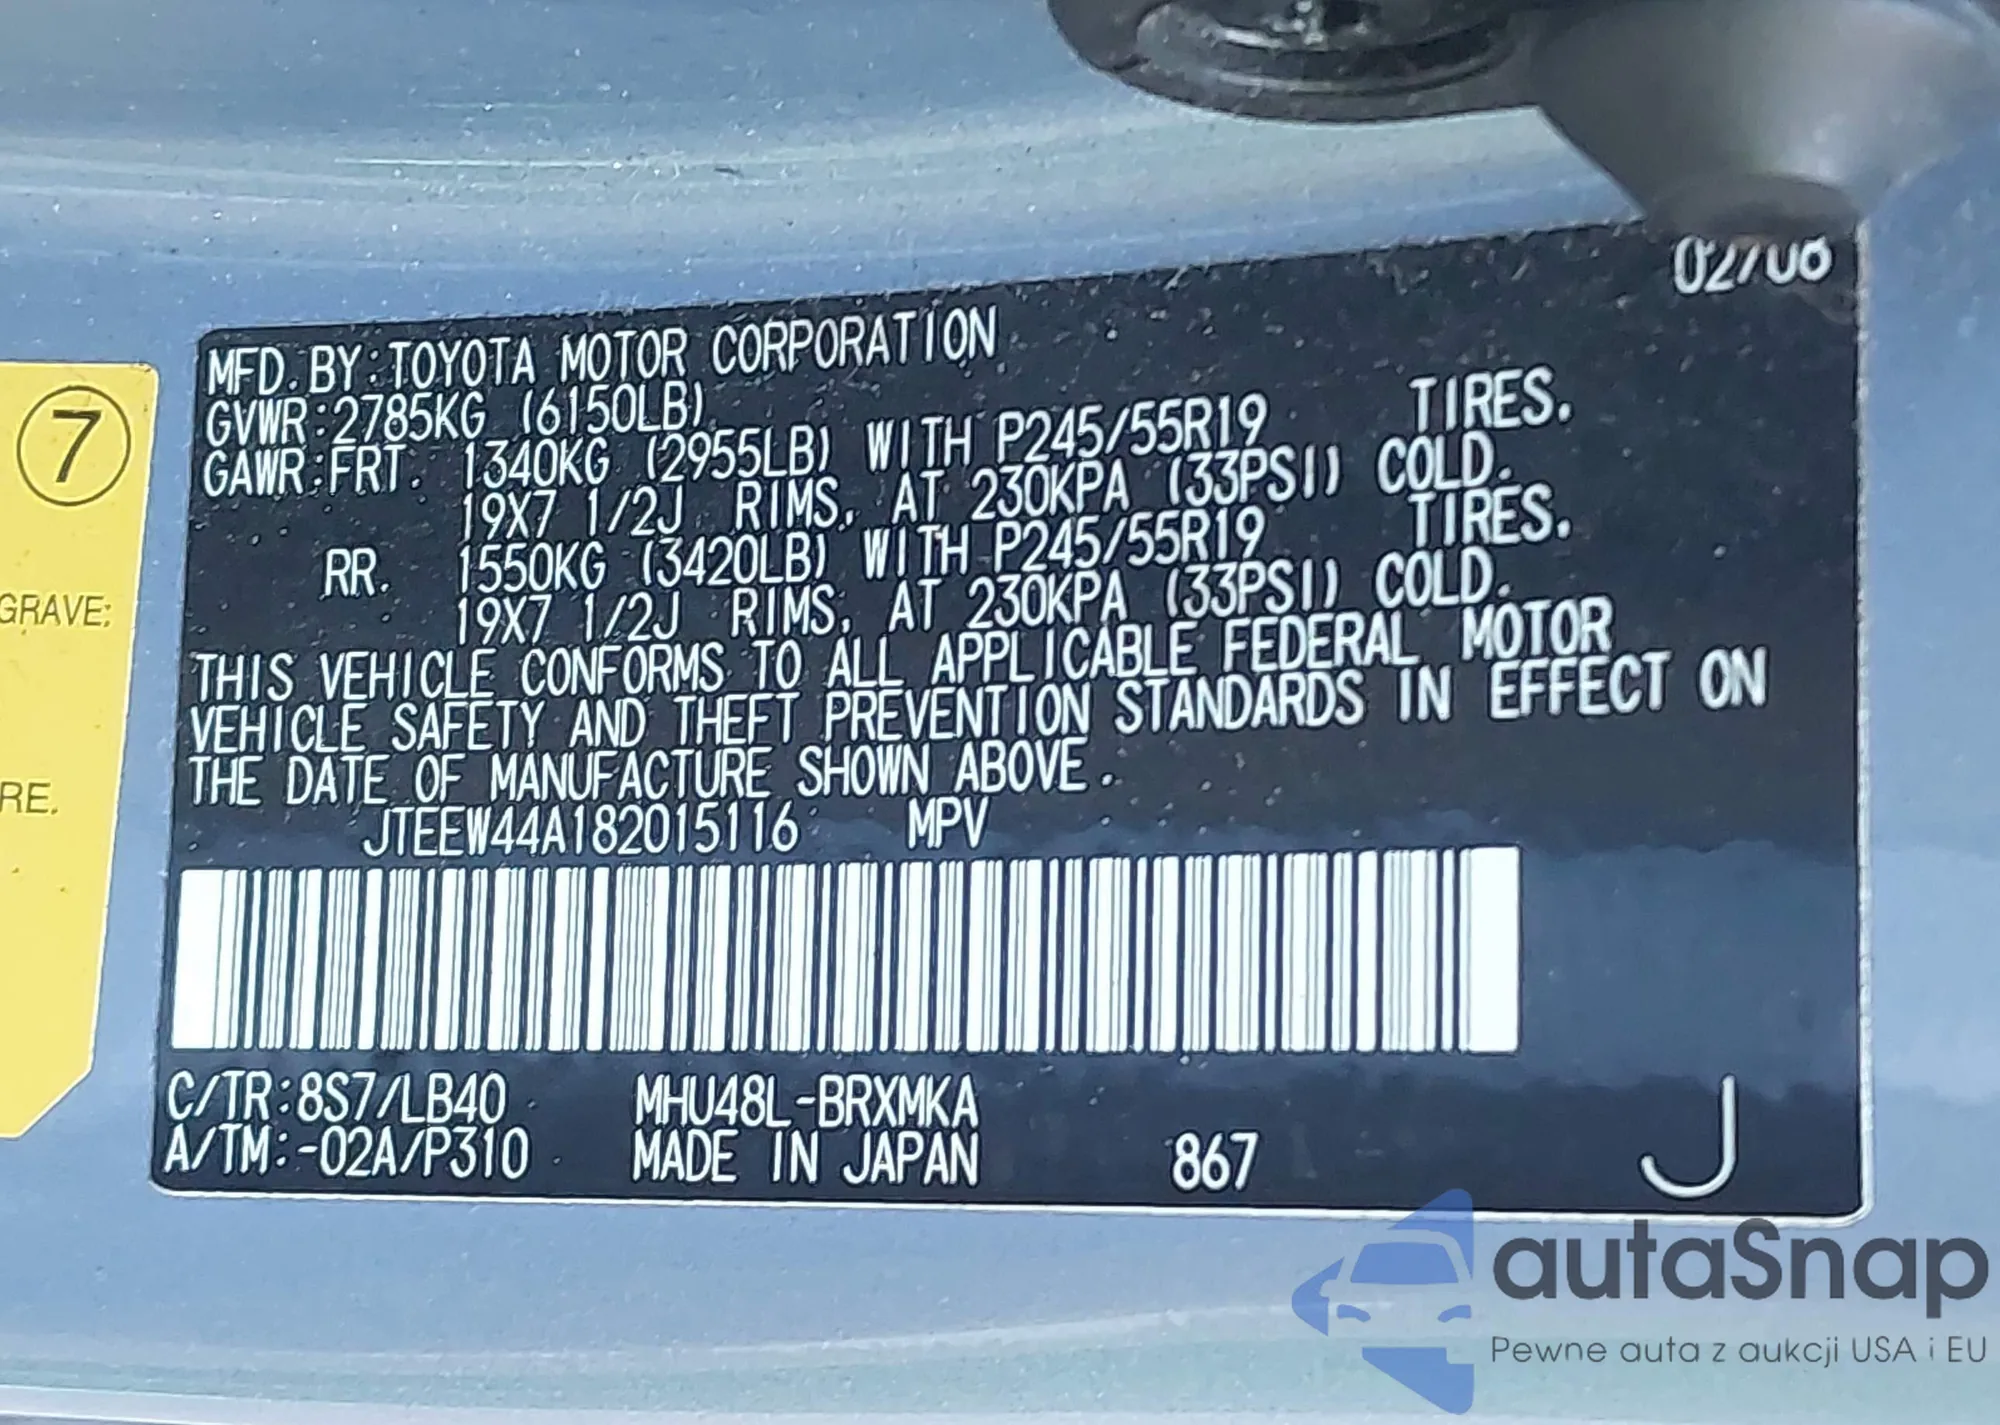 02/08
MFD. BY: TOYOTA MOTOR CORPORATION
GVWR: 2785KG (6150LB)
GAWR: FRT. 1340KG (2955LB) WITH P245/55R19 TIRES.
19X7 1/2J RIMS, AT 230KPA (33PSI) COLD.
RR. 1550KG (3420LB) WITH P245/55R19 TIRES.
19X7 1/2J RIMS, AT 230KPA (33PSI) COLD.
THIS VEHICLE CONFORMS TO ALL APPLICABLE FEDERAL MOTOR
VEHICLE SAFETY AND THEFT PREVENTION STANDARDS IN EFFECT ON
THE DATE OF MANUFACTURE SHOWN ABOVE.
JTEEW44A182015116 MPV
C/TR: 8S7/LB40 MHU48L-BRXMKA
A/TM: -02A/P310 MADE IN JAPAN 867 J
7
GRAVE:
RE.
autaSnap
Pewne auta z aukcji USA i EU